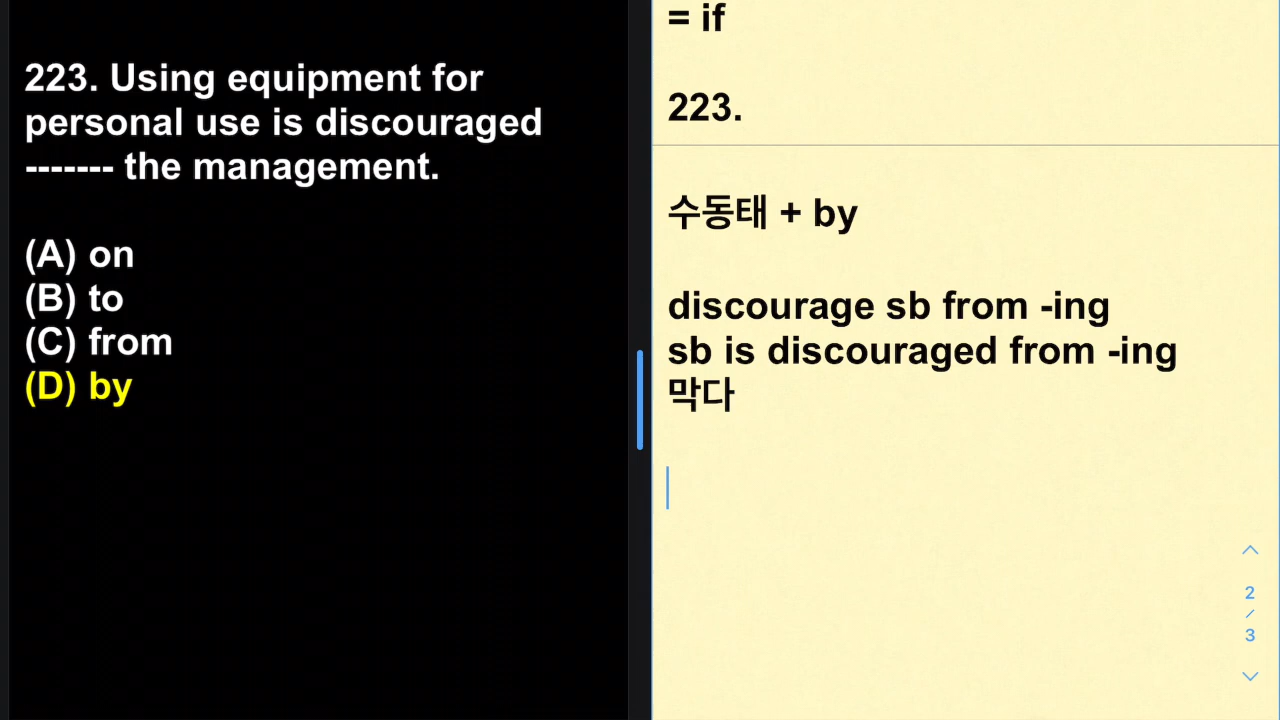 223. Using equipment for
personal use is discouraged
------- the management.
(A) on
(B) to
(C) from
(D) by
= if
223.
수동태 + by
discourage sb from -ing
sb is discouraged from -ing
막다
2
/
3